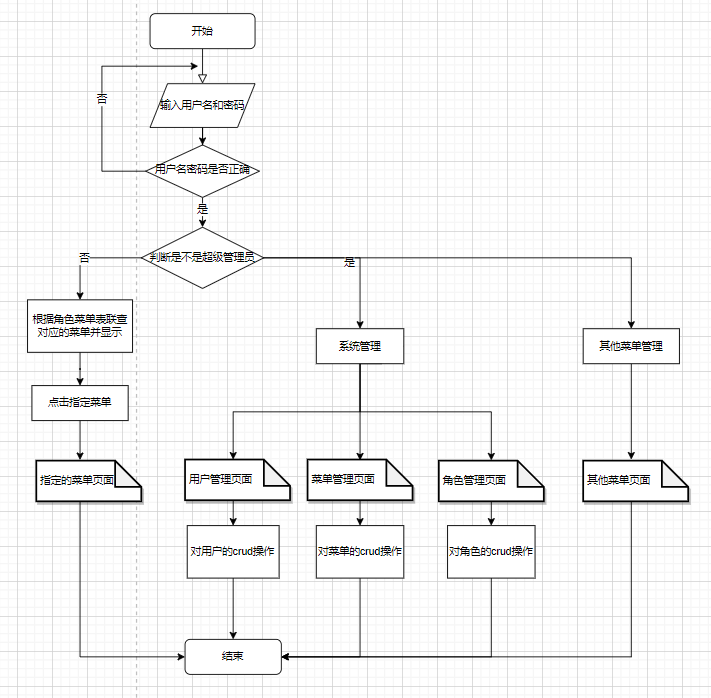 开始
否
输入用户名和密码
用户名密码是否正确
是
否
判断是不是超级管理员
是
根据角色菜单表联查
对应的菜单并显示
系统管理
其他菜单管理
点击指定菜单
指定的菜单页面
用户管理页面
菜单管理页面
角色管理页面
其他菜单页面
对用户的crud操作
对菜单的crud操作
对角色的crud操作
结束